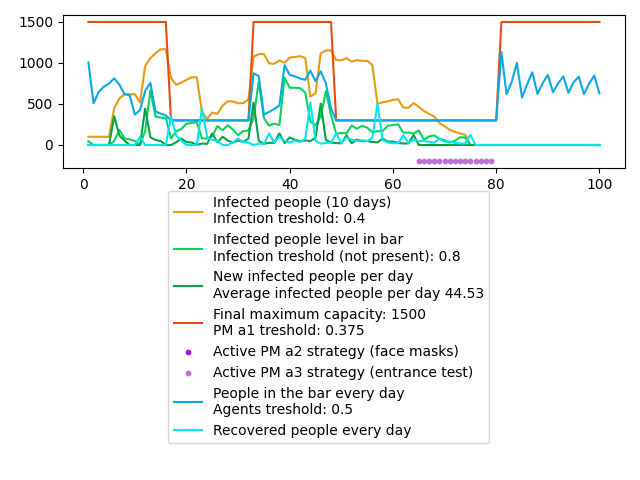 1500
1000
500
0
0
20
40
60
80
100
Infected people (10 days)
Infection treshold: 0.4
Infected people level in bar
Infection treshold (not present): 0.8
New infected people per day
Average infected people per day 44.53
Final maximum capacity: 1500
PM a1 treshold: 0.375
Active PM a2 strategy (face masks)
Active PM a3 strategy (entrance test)
People in the bar every day
Agents treshold: 0.5
Recovered people every day